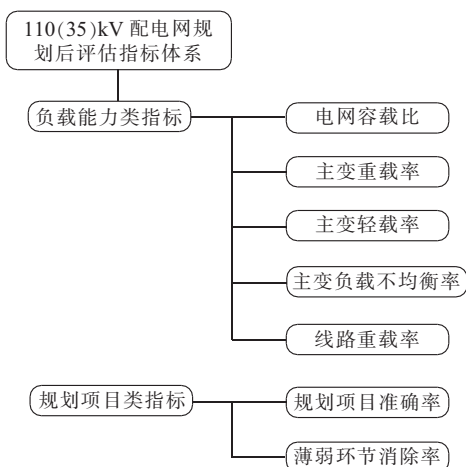 110(35)kV 配电网规
划后评估指标体系
负载能力类指标
电网容载比
主变重载率
主变轻载率
主变负载不均衡率
线路重载率
规划项目类指标
规划项目准确率
薄弱环节消除率